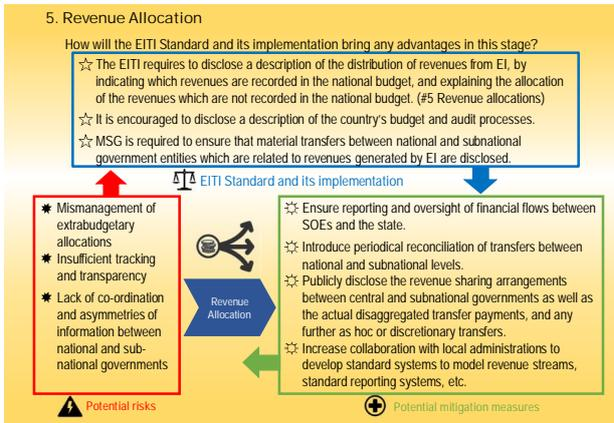 5. Revenue Allocation
How will the EITI Standard and its implementation bring any advantages in this stage?
The EITI requires to disclose a description of the distribution of revenues from EI, by
indicating which revenues are recorded in the national budget, and explaining the allocation
of the revenues which are not recorded in the national budget. (#5 Revenue allocations)
It is encouraged to disclose a description of the country's budget and audit processes.
MSG is required to ensure that material transfers between national and subnational
government entities which are related to revenues generated by EI are disclosed.
EITI Standard and its implementation
Mismanagement of
extrabudgetary
allocations
Insufficient tracking
and transparency
Lack of co-ordination
and asymmetries of
information between
national and sub-
national governments
Potential risks
Revenue
Allocation
Ensure reporting and oversight of financial flows between
SOEs and the state.
Introduce periodical reconciliation of transfers between
national and subnational levels.
Publicly disclose the revenue sharing arrangements
between central and subnational governments as well as
the actual disaggregated transfer payments, and any
further as hoc or discretionary transfers.
Increase collaboration with local administrations to
develop standard systems to model revenue streams,
standard reporting systems, etc.
Potential mitigation measures